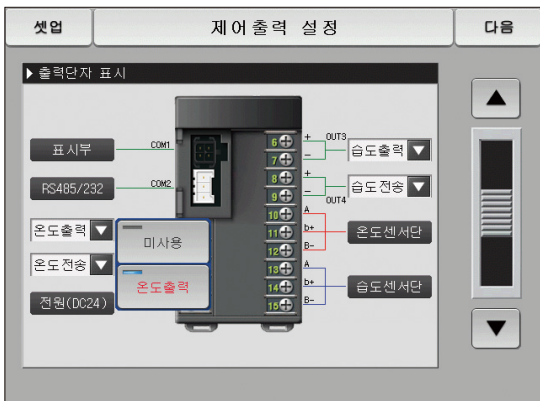 셋업
제어출력 설정
다음
▶ 출력단자 표시
표시부
COM1
RS485/232
COM2
온도출력 ▼
온도전송 ▼
전원(DC24)
미사용
온도출력
6 + OUT3
7 -
8 +
9 - OUT4
10 A
11 b+
12 B-
13 A
14 b+
15 B-
습도출력 ▼
습도전송 ▼
온도센서단
습도센서단
▲
▼